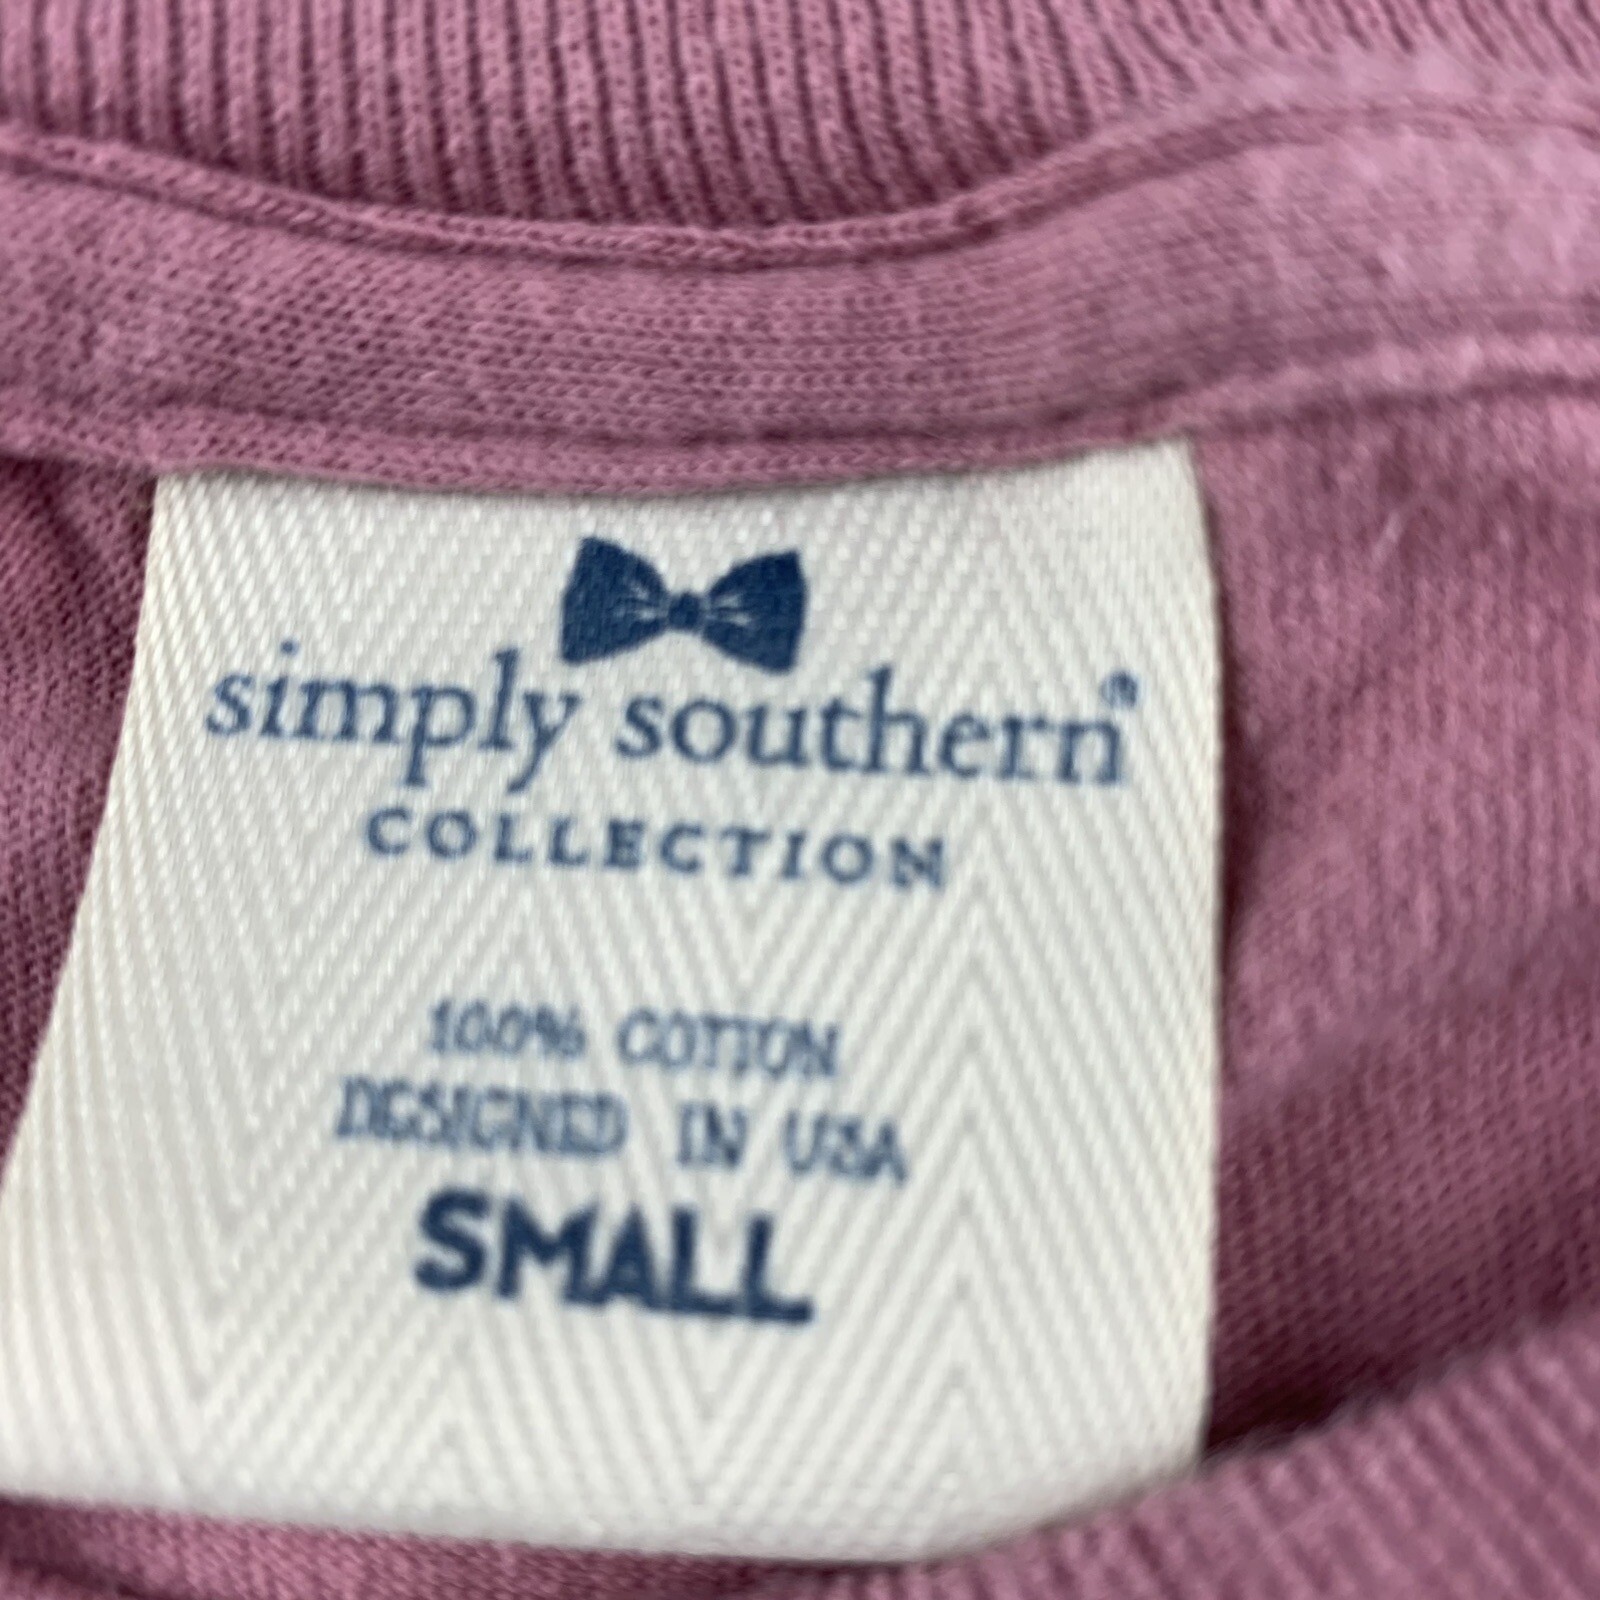 simply southern®
COLLECTION
100% COTTON
DESIGNED IN USA
SMALL